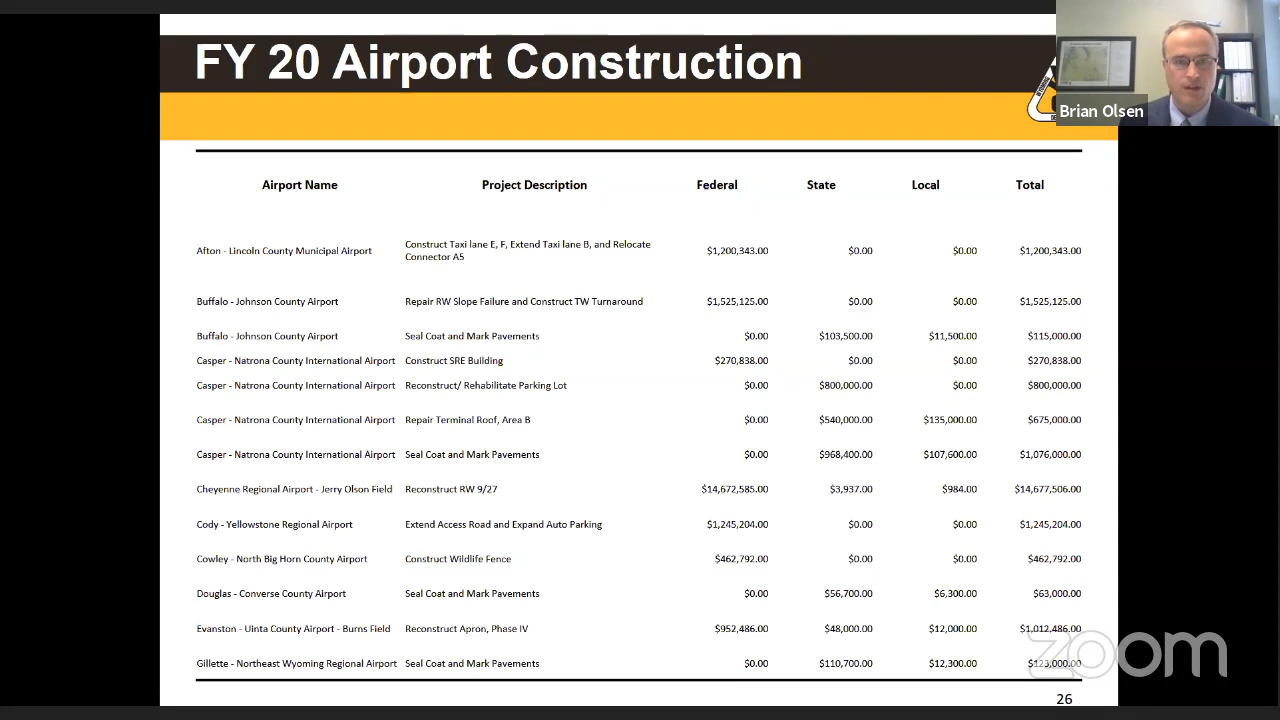 FY 20 Airport Construction
Brian Olsen
Airport Name Project Description Federal State Local Total
Afton - Lincoln County Municipal Airport Construct Taxi lane E, F, Extend Taxi lane B, and Relocate $1,200,343.00 $0.00 $0.00 $1,200,343.00
Connector A5
Buffalo - Johnson County Airport Repair RW Slope Failure and Construct TW Turnaround $1,525,125.00 $0.00 $0.00 $1,525,125.00
Buffalo - Johnson County Airport Seal Coat and Mark Pavements $0.00 $103,500.00 $11,500.00 $115,000.00
Casper - Natrona County International Airport Construct SRE Building $270,838.00 $0.00 $0.00 $270,838.00
Casper - Natrona County International Airport Reconstruct/ Rehabilitate Parking Lot $0.00 $800,000.00 $0.00 $800,000.00
Casper - Natrona County International Airport Repair Terminal Roof, Area B $0.00 $540,000.00 $135,000.00 $675,000.00
Casper - Natrona County International Airport Seal Coat and Mark Pavements $0.00 $968,400.00 $107,600.00 $1,076,000.00
Cheyenne Regional Airport - Jerry Olson Field Reconstruct RW 9/27 $14,672,585.00 $3,937.00 $984.00 $14,677,506.00
Cody - Yellowstone Regional Airport Extend Access Road and Expand Auto Parking $1,245,204.00 $0.00 $0.00 $1,245,204.00
Cowley - North Big Horn County Airport Construct Wildlife Fence $462,792.00 $0.00 $0.00 $462,792.00
Douglas - Converse County Airport Seal Coat and Mark Pavements $0.00 $56,700.00 $6,300.00 $63,000.00
Evanston - Uinta County Airport - Burns Field Reconstruct Apron, Phase IV $952,486.00 $48,000.00 $12,000.00 $1,012,486.00
Gillette - Northeast Wyoming Regional Airport Seal Coat and Mark Pavements $0.00 $110,700.00 $12,300.00 $123,000.00
zoom
26